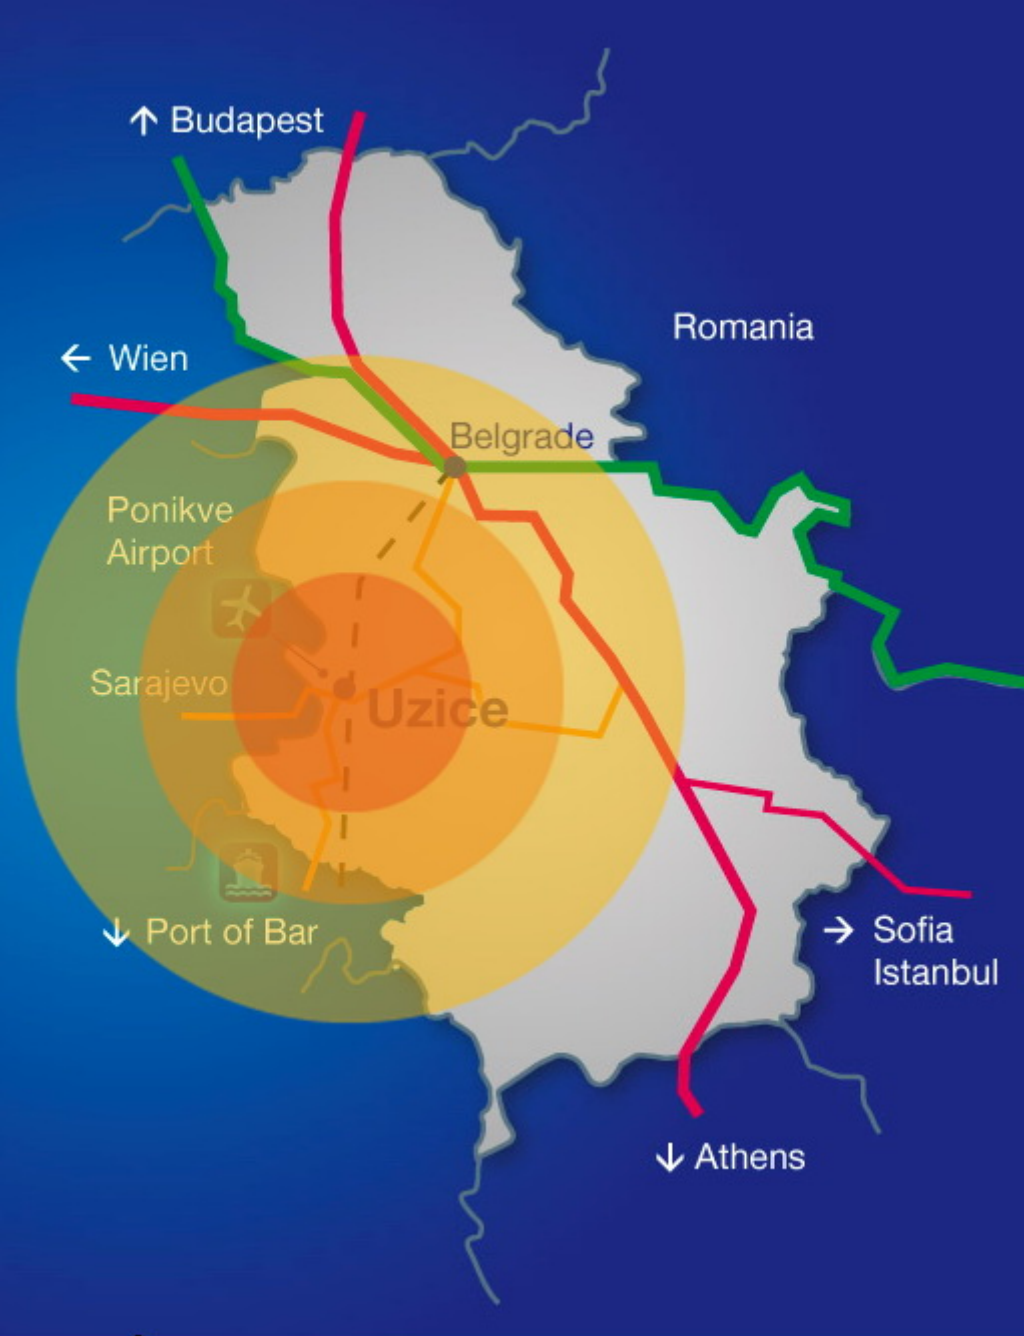 ↑ Budapest
Romania
← Wien
Belgrade
Ponikve
Airport
Sarajevo
Uzice
↓ Port of Bar
→ Sofia
Istanbul
↓ Athens